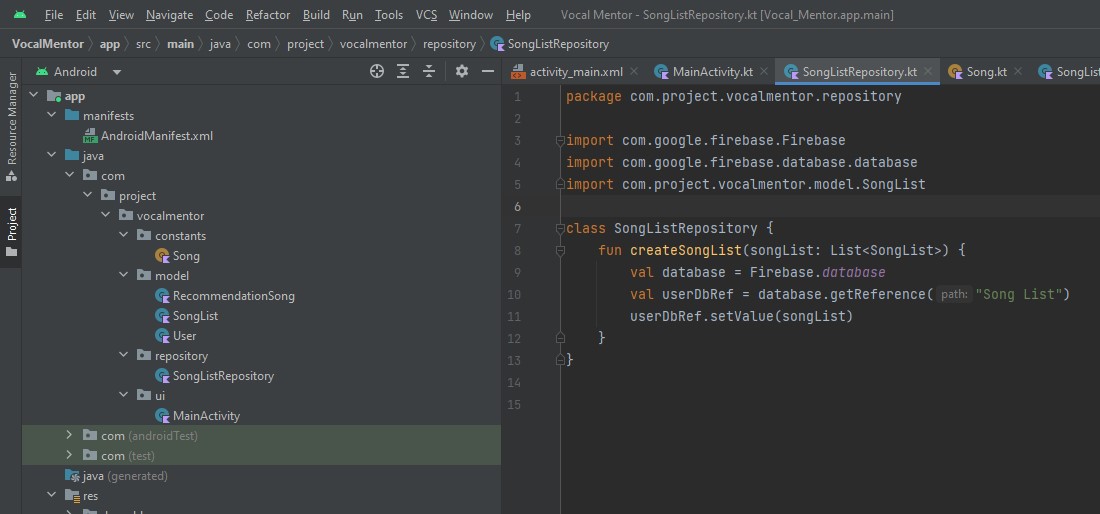 File Edit View Navigate Code Refactor Build Run Tools VCS Window Help Vocal Mentor - SongListRepository.kt [Vocal_Mentor.app.main]
VocalMentor app src main java com project vocalmentor repository SongListRepository
Android
activity_main.xml MainActivity.kt SongListRepository.kt Song.kt SongList
Resource Manager
Project
app
manifests
AndroidManifest.xml
java
com
project
vocalmentor
constants
Song
model
RecommendationSong
SongList
User
repository
SongListRepository
ui
MainActivity
com (androidTest)
com (test)
java (generated)
res
1 package com.project.vocalmentor.repository
2
3 import com.google.firebase.Firebase
4 import com.google.firebase.database.database
5 import com.project.vocalmentor.model.SongList
6
7 class SongListRepository {
8 fun createSongList(songList: List<SongList>) {
9 val database = Firebase.database
10 val userDbRef = database.getReference( path: "Song List")
11 userDbRef.setValue(songList)
12 }
13 }
14
15